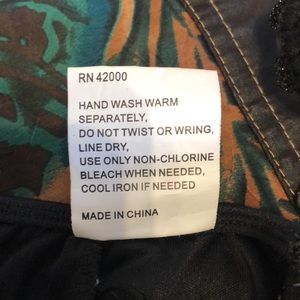 RN 42000
HAND WASH WARM
SEPARATELY,
DO NOT TWIST OR WRING,
LINE DRY,
USE ONLY NON-CHLORINE
BLEACH WHEN NEEDED,
COOL IRON IF NEEDED
MADE IN CHINA